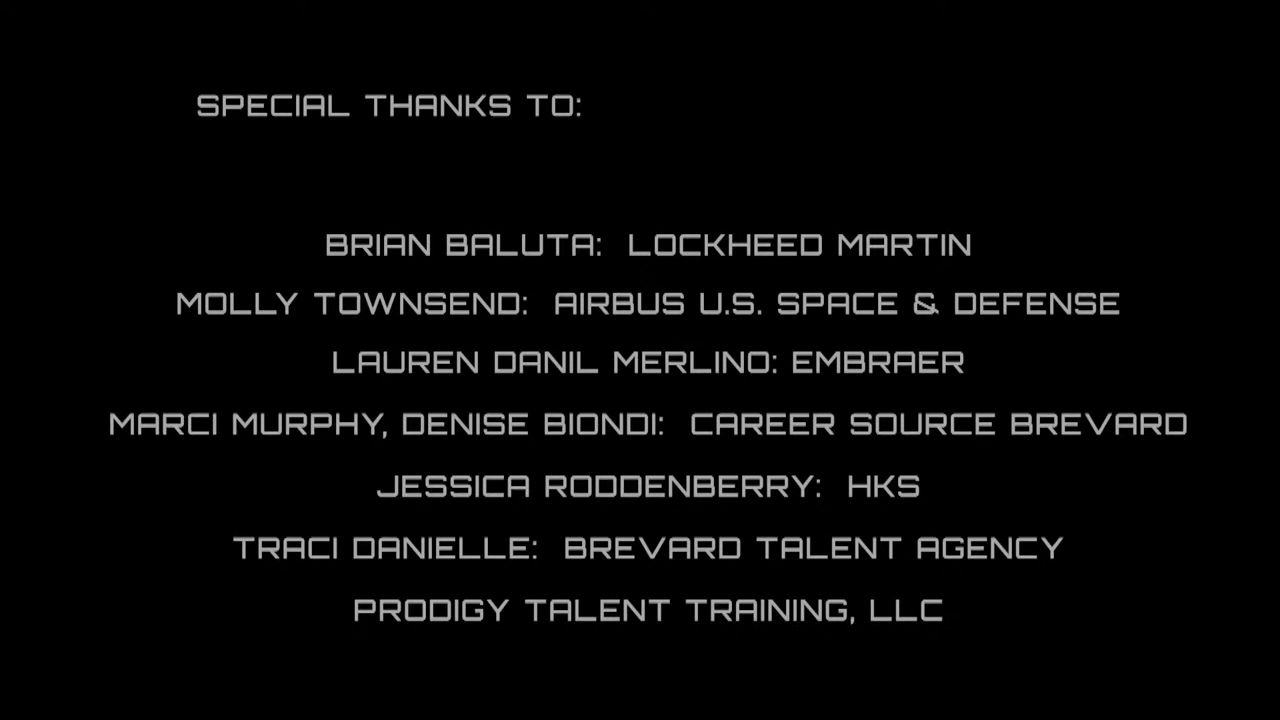 SPECIAL THANKS TO:
BRIAN BALUTA: LOCKHEED MARTIN
MOLLY TOWNSEND: AIRBUS U.S. SPACE & DEFENSE
LAUREN DANIL MERLINO: EMBRAER
MARCI MURPHY, DENISE BIONDI: CAREER SOURCE BREVARD
JESSICA RODDENBERRY: HKS
TRACI DANIELLE: BREVARD TALENT AGENCY
PRODIGY TALENT TRAINING, LLC